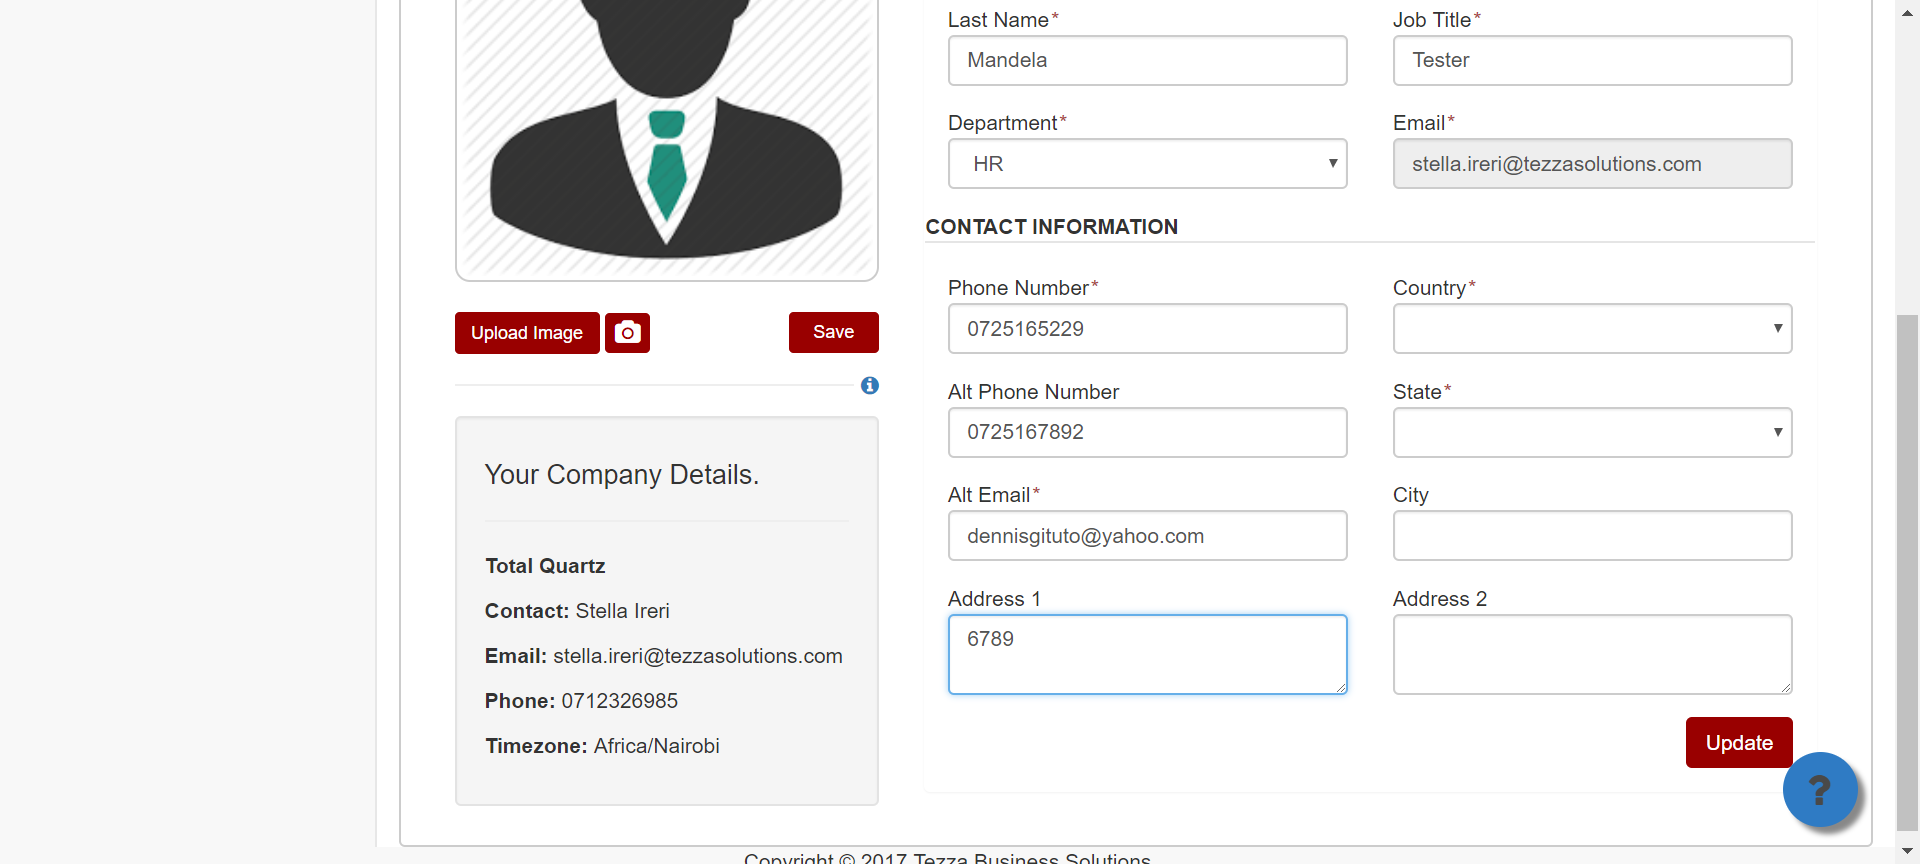 Last Name*
Mandela
Job Title*
Tester
Department*
HR
Email*
stella.ireri@tezzasolutions.com
CONTACT INFORMATION
Phone Number*
0725165229
Country*
Alt Phone Number
0725167892
State*
Alt Email*
dennisgituto@yahoo.com
City
Address 1
6789
Address 2
Update
Upload Image
Save
Your Company Details.
Total Quartz
Contact: Stella Ireri
Email: stella.ireri@tezzasolutions.com
Phone: 0712326985
Timezone: Africa/Nairobi
?
Copyright © 2017 Tezza Business Solutions